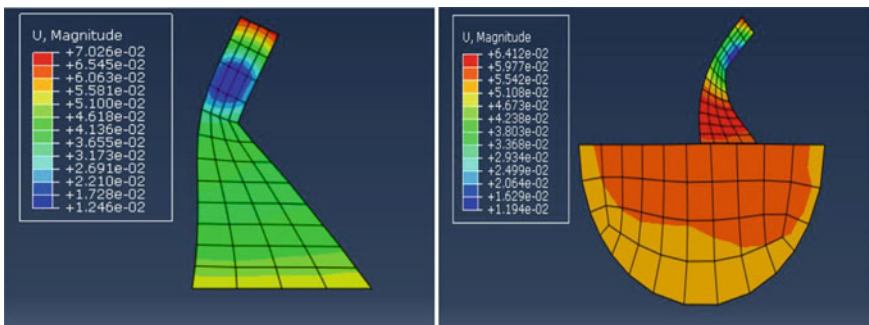 U, Magnitude
+7.026e-02
+6.545e-02
+6.063e-02
+5.581e-02
+5.100e-02
+4.618e-02
+4.136e-02
+3.655e-02
+3.173e-02
+2.691e-02
+2.210e-02
+1.728e-02
+1.246e-02
U, Magnitude
+6.412e-02
+5.977e-02
+5.542e-02
+5.108e-02
+4.673e-02
+4.238e-02
+3.803e-02
+3.368e-02
+2.934e-02
+2.499e-02
+2.064e-02
+1.629e-02
+1.194e-02